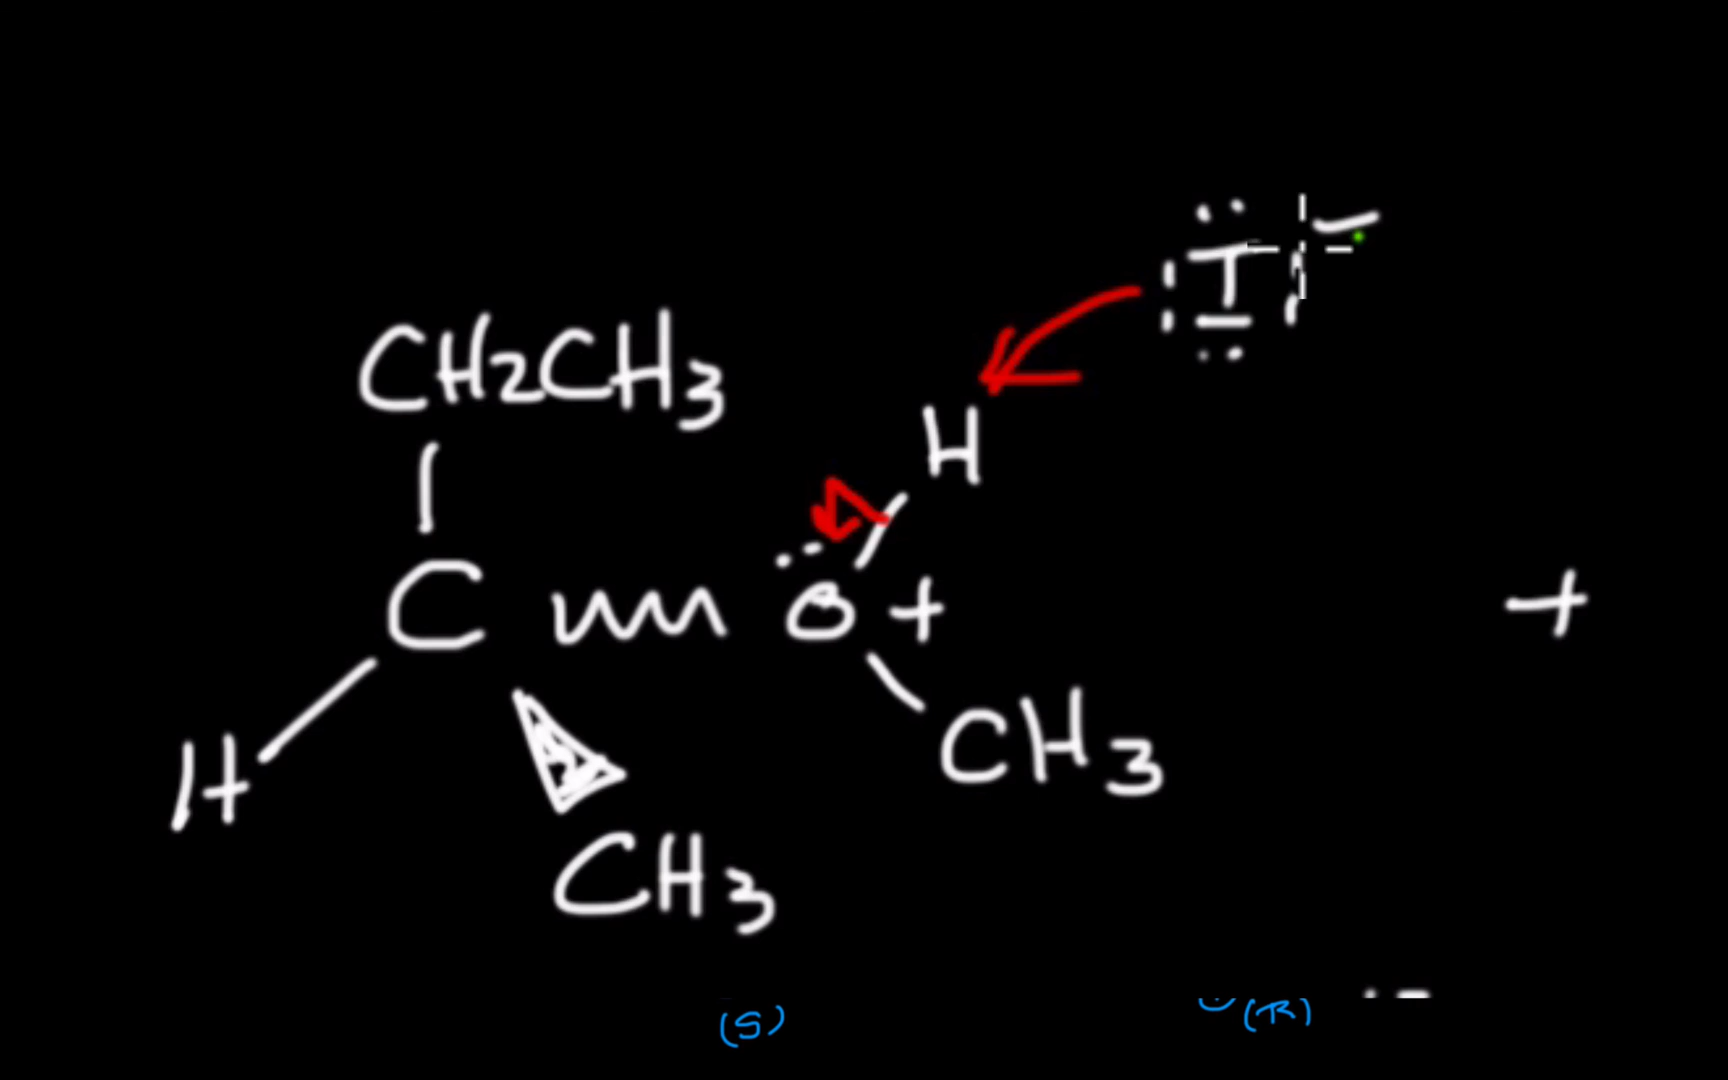 I −
CH2CH3
H
C O +
+
H
CH3
CH3
(S) (R)